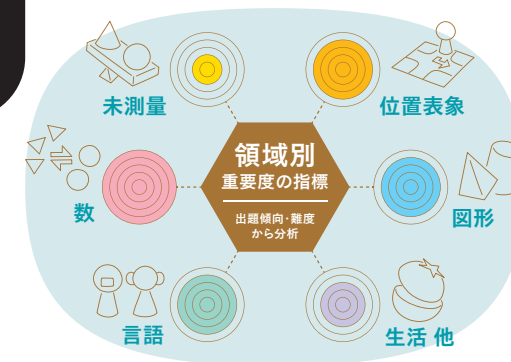 未測量
位置表象
領域別
重要度の指標
出題傾向・難度
から分析
数
図形
言語
生活 他